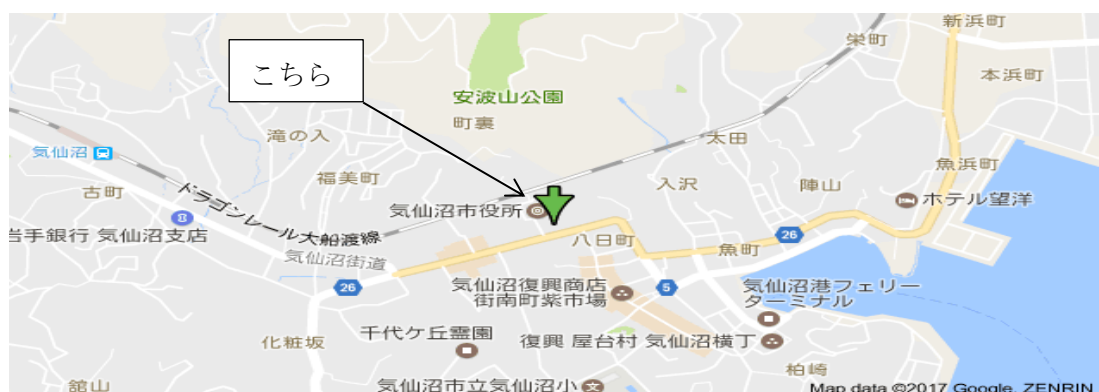 新浜町
栄町
こちら
本浜町
安波山公園
町裏
滝の入
太田
気仙沼
魚浜町
福美町
入沢
陣山
古町
ドラゴンレール大船渡線
気仙沼市役所
ホテル望洋
岩手銀行 気仙沼支店
八日町
26
魚町
気仙沼街道
26
気仙沼復興商店
街南町紫市場
5
気仙沼港フェリー
ターミナル
千代ケ丘霊園
化粧坂
復興 屋台村 気仙沼横丁
柏崎
舘山
気仙沼市立気仙沼小
Map data ©2017 Google, ZENRIN